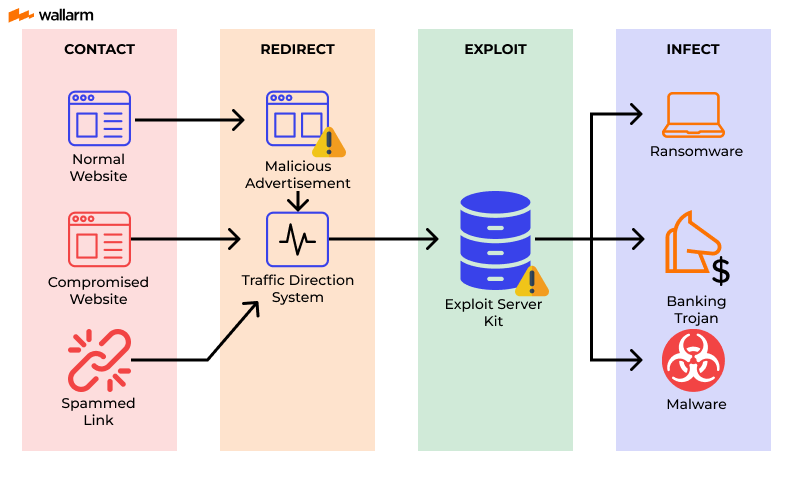 wallarm
CONTACT
REDIRECT
EXPLOIT
INFECT
Normal
Website
Malicious
Advertisement
Ransomware
Compromised
Website
Traffic Direction
System
Exploit Server
Kit
$
Banking
Trojan
Spammed
Link
Malware